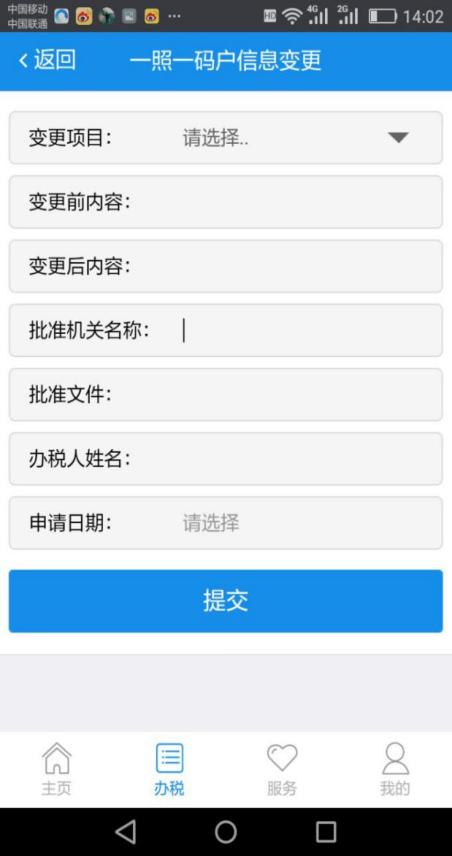 中国移动
中国联通
HD 4G 2G 14:02
返回 一照一码户信息变更
变更项目： 请选择..
变更前内容：
变更后内容：
批准机关名称：
批准文件：
办税人姓名：
申请日期： 请选择
提交
主页 办税 服务 我的